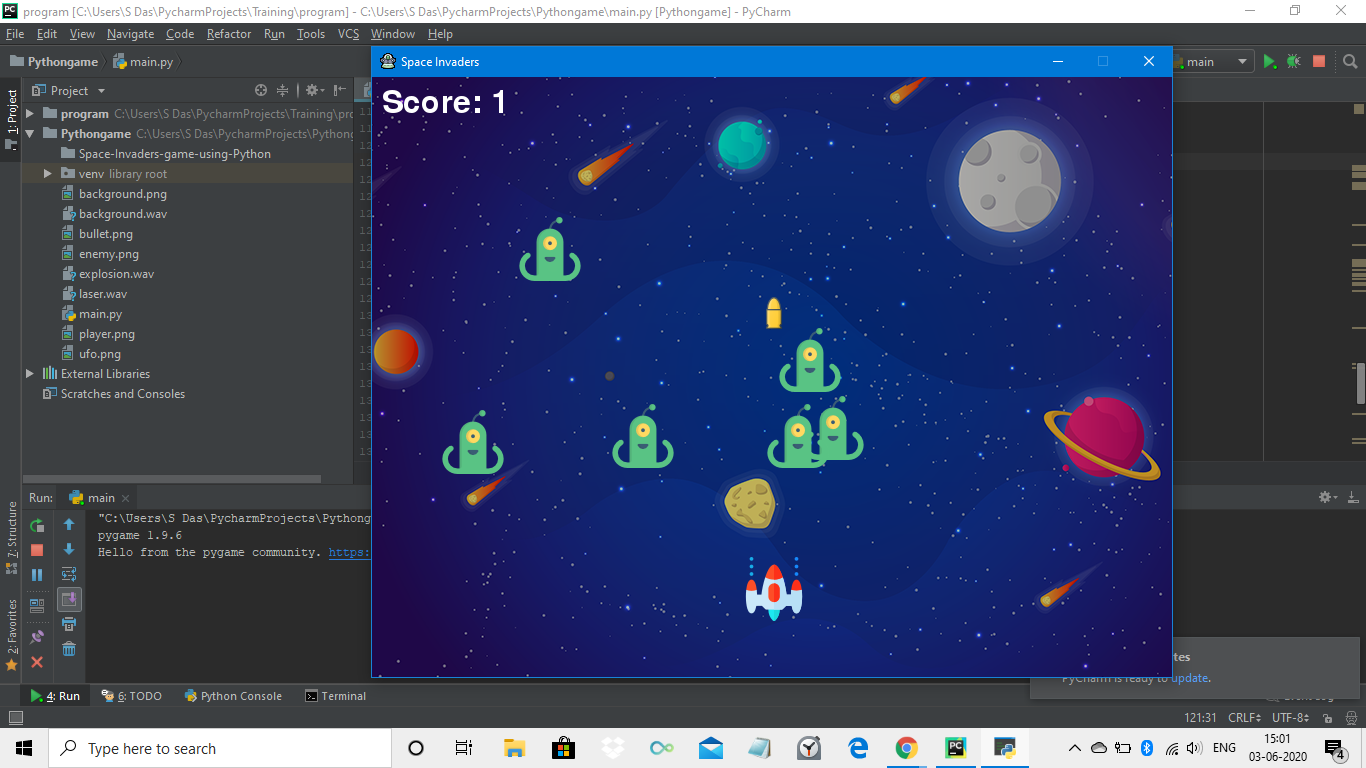 program [C:\Users\S Das\PycharmProjects\Training\program] - C:\Users\S Das\PycharmProjects\Pythongame\main.py [Pythongame] - PyCharm
File Edit View Navigate Code Refactor Run Tools VCS Window Help
Pythongame main.py
main
Space Invaders
Score: 1
1: Project
Project
program C:\Users\S Das\PycharmProjects\Training\pr
Pythongame C:\Users\S Das\PycharmProjects\Pythong
Space-Invaders-game-using-Python
venv library root
background.png
background.wav
bullet.png
enemy.png
explosion.wav
laser.wav
main.py
player.png
ufo.png
External Libraries
Scratches and Consoles
Run: main
7: Structure
2: Favorites
"C:\Users\S Das\PycharmProjects\Pythong
pygame 1.9.6
Hello from the pygame community. https:
tes
PyCharm is ready to update.
4: Run 6: TODO Python Console Terminal
121:31 CRLF UTF-8
Type here to search
ENG
15:01
03-06-2020
4